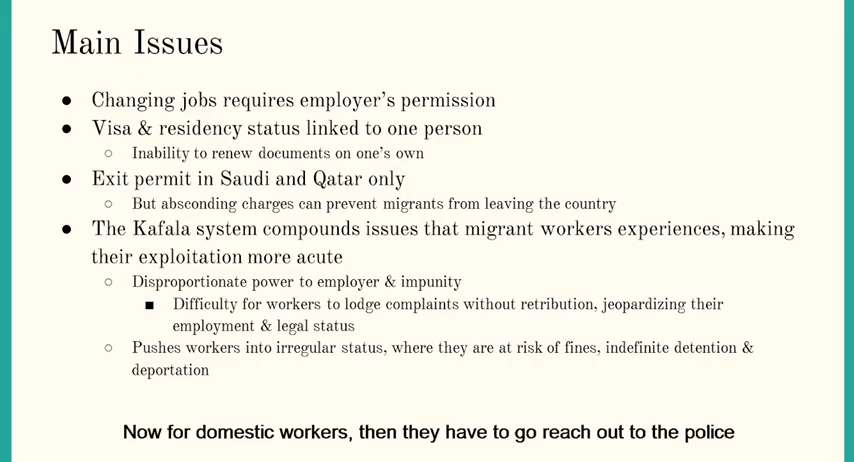 Main Issues
● Changing jobs requires employer's permission
● Visa & residency status linked to one person
○ Inability to renew documents on one's own
● Exit permit in Saudi and Qatar only
○ But absconding charges can prevent migrants from leaving the country
● The Kafala system compounds issues that migrant workers experiences, making
their exploitation more acute
○ Disproportionate power to employer & impunity
■ Difficulty for workers to lodge complaints without retribution, jeopardizing their
employment & legal status
○ Pushes workers into irregular status, where they are at risk of fines, indefinite detention &
deportation
Now for domestic workers, then they have to go reach out to the police